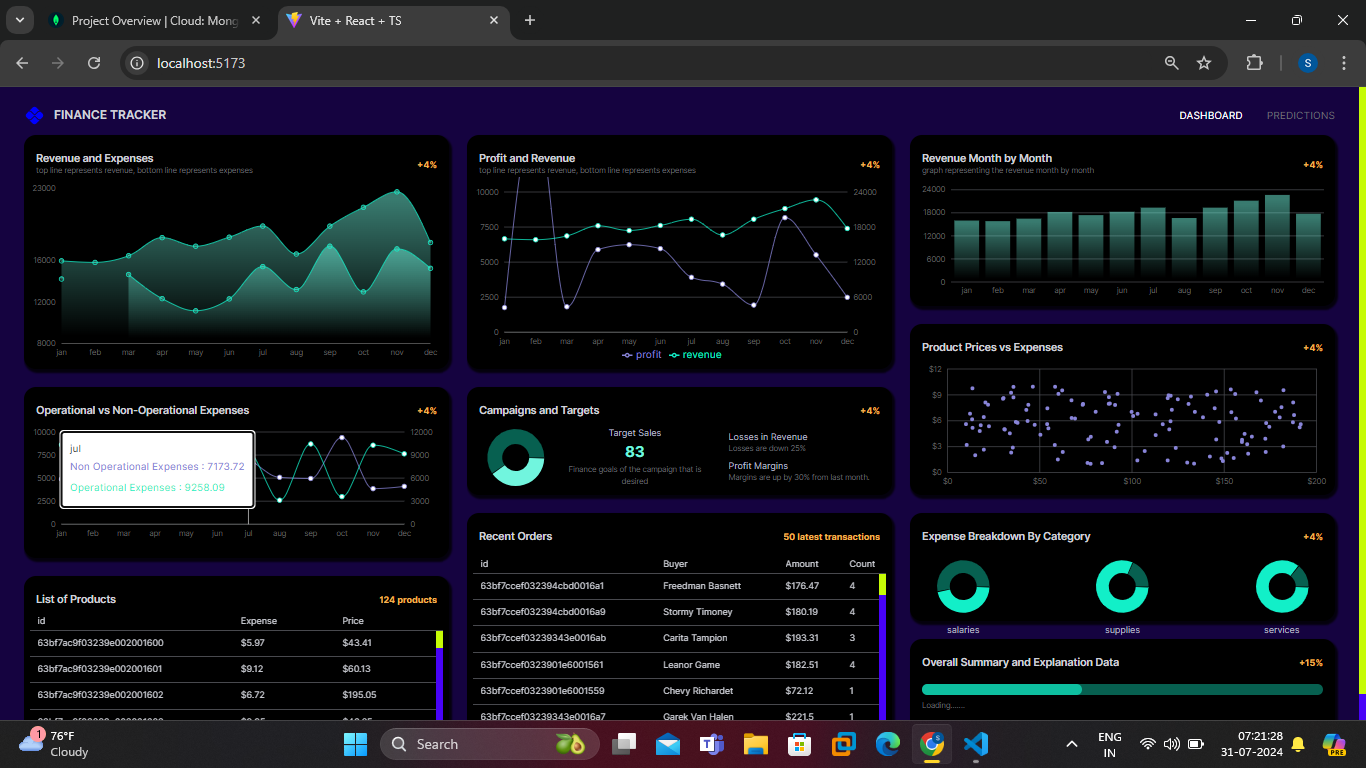 Project Overview | Cloud: Mong
Vite + React + TS
localhost:5173
S
FINANCE TRACKER
DASHBOARD
PREDICTIONS
Revenue and Expenses
top line represents revenue, bottom line represents expenses
+4%
23000
16000
12000
8000
jan feb mar apr may jun jul aug sep oct nov dec
Profit and Revenue
top line represents revenue, bottom line represents expenses
+4%
10000 24000
7500 18000
5000 12000
2500 6000
0 0
jan feb mar apr may jun jul aug sep oct nov dec
profit revenue
Revenue Month by Month
graph representing the revenue month by month
+4%
24000
18000
12000
6000
0
jan feb mar apr may jun jul aug sep oct nov dec
Product Prices vs Expenses
+4%
$12
$9
$6
$3
$0
$0 $50 $100 $150 $200
Operational vs Non-Operational Expenses
+4%
10000 12000
7500 9000
5000 6000
2500 3000
0 0
jan feb mar apr may jun jul aug sep oct nov dec
jul
Non Operational Expenses : 7173.72
Operational Expenses : 9258.09
Campaigns and Targets
+4%
Target Sales
83
Finance goals of the campaign that is
desired
Losses in Revenue
Losses are down 25%
Profit Margins
Margins are up by 30% from last month.
Recent Orders
50 latest transactions
id Buyer Amount Count
63bf7ccef032394cbd0016a1 Freedman Basnett $176.47 4
63bf7ccef032394cbd0016a9 Stormy Timoney $180.19 4
63bf7ccef03239343e0016ab Carita Tampion $193.31 3
63bf7ccef0323901e6001561 Leanor Game $182.51 4
63bf7ccef0323901e6001559 Chevy Richardet $72.12 1
63bf7ccef03239343e0016a7 Garek Van Halen $221.5 1
Expense Breakdown By Category
+4%
salaries
supplies
services
Overall Summary and Explanation Data
+15%
Loading.......
List of Products
124 products
id Expense Price
63bf7ac9f03239e002001600 $5.97 $43.41
63bf7ac9f03239e002001601 $9.12 $60.13
63bf7ac9f03239e002001602 $6.72 $195.05
1
76°F
Cloudy
Search
ENG
IN
07:21:28
31-07-2024
PRE